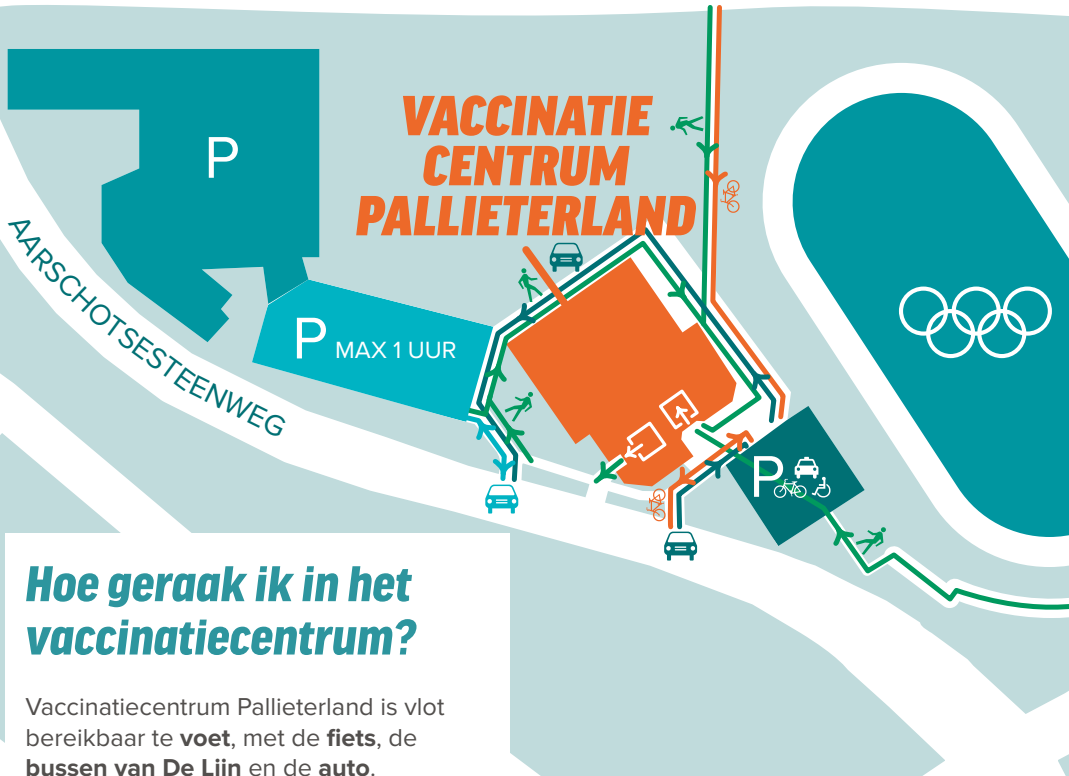 VACCINATIE
CENTRUM
PALLIETERLAND
P
P MAX 1 UUR
AARSCHOTSESTEENWEG
P
Hoe geraak ik in het
vaccinatiecentrum?
Vaccinatiecentrum Pallieterland is vlot
bereikbaar te voet, met de fiets, de
bussen van De Lijn en de auto.